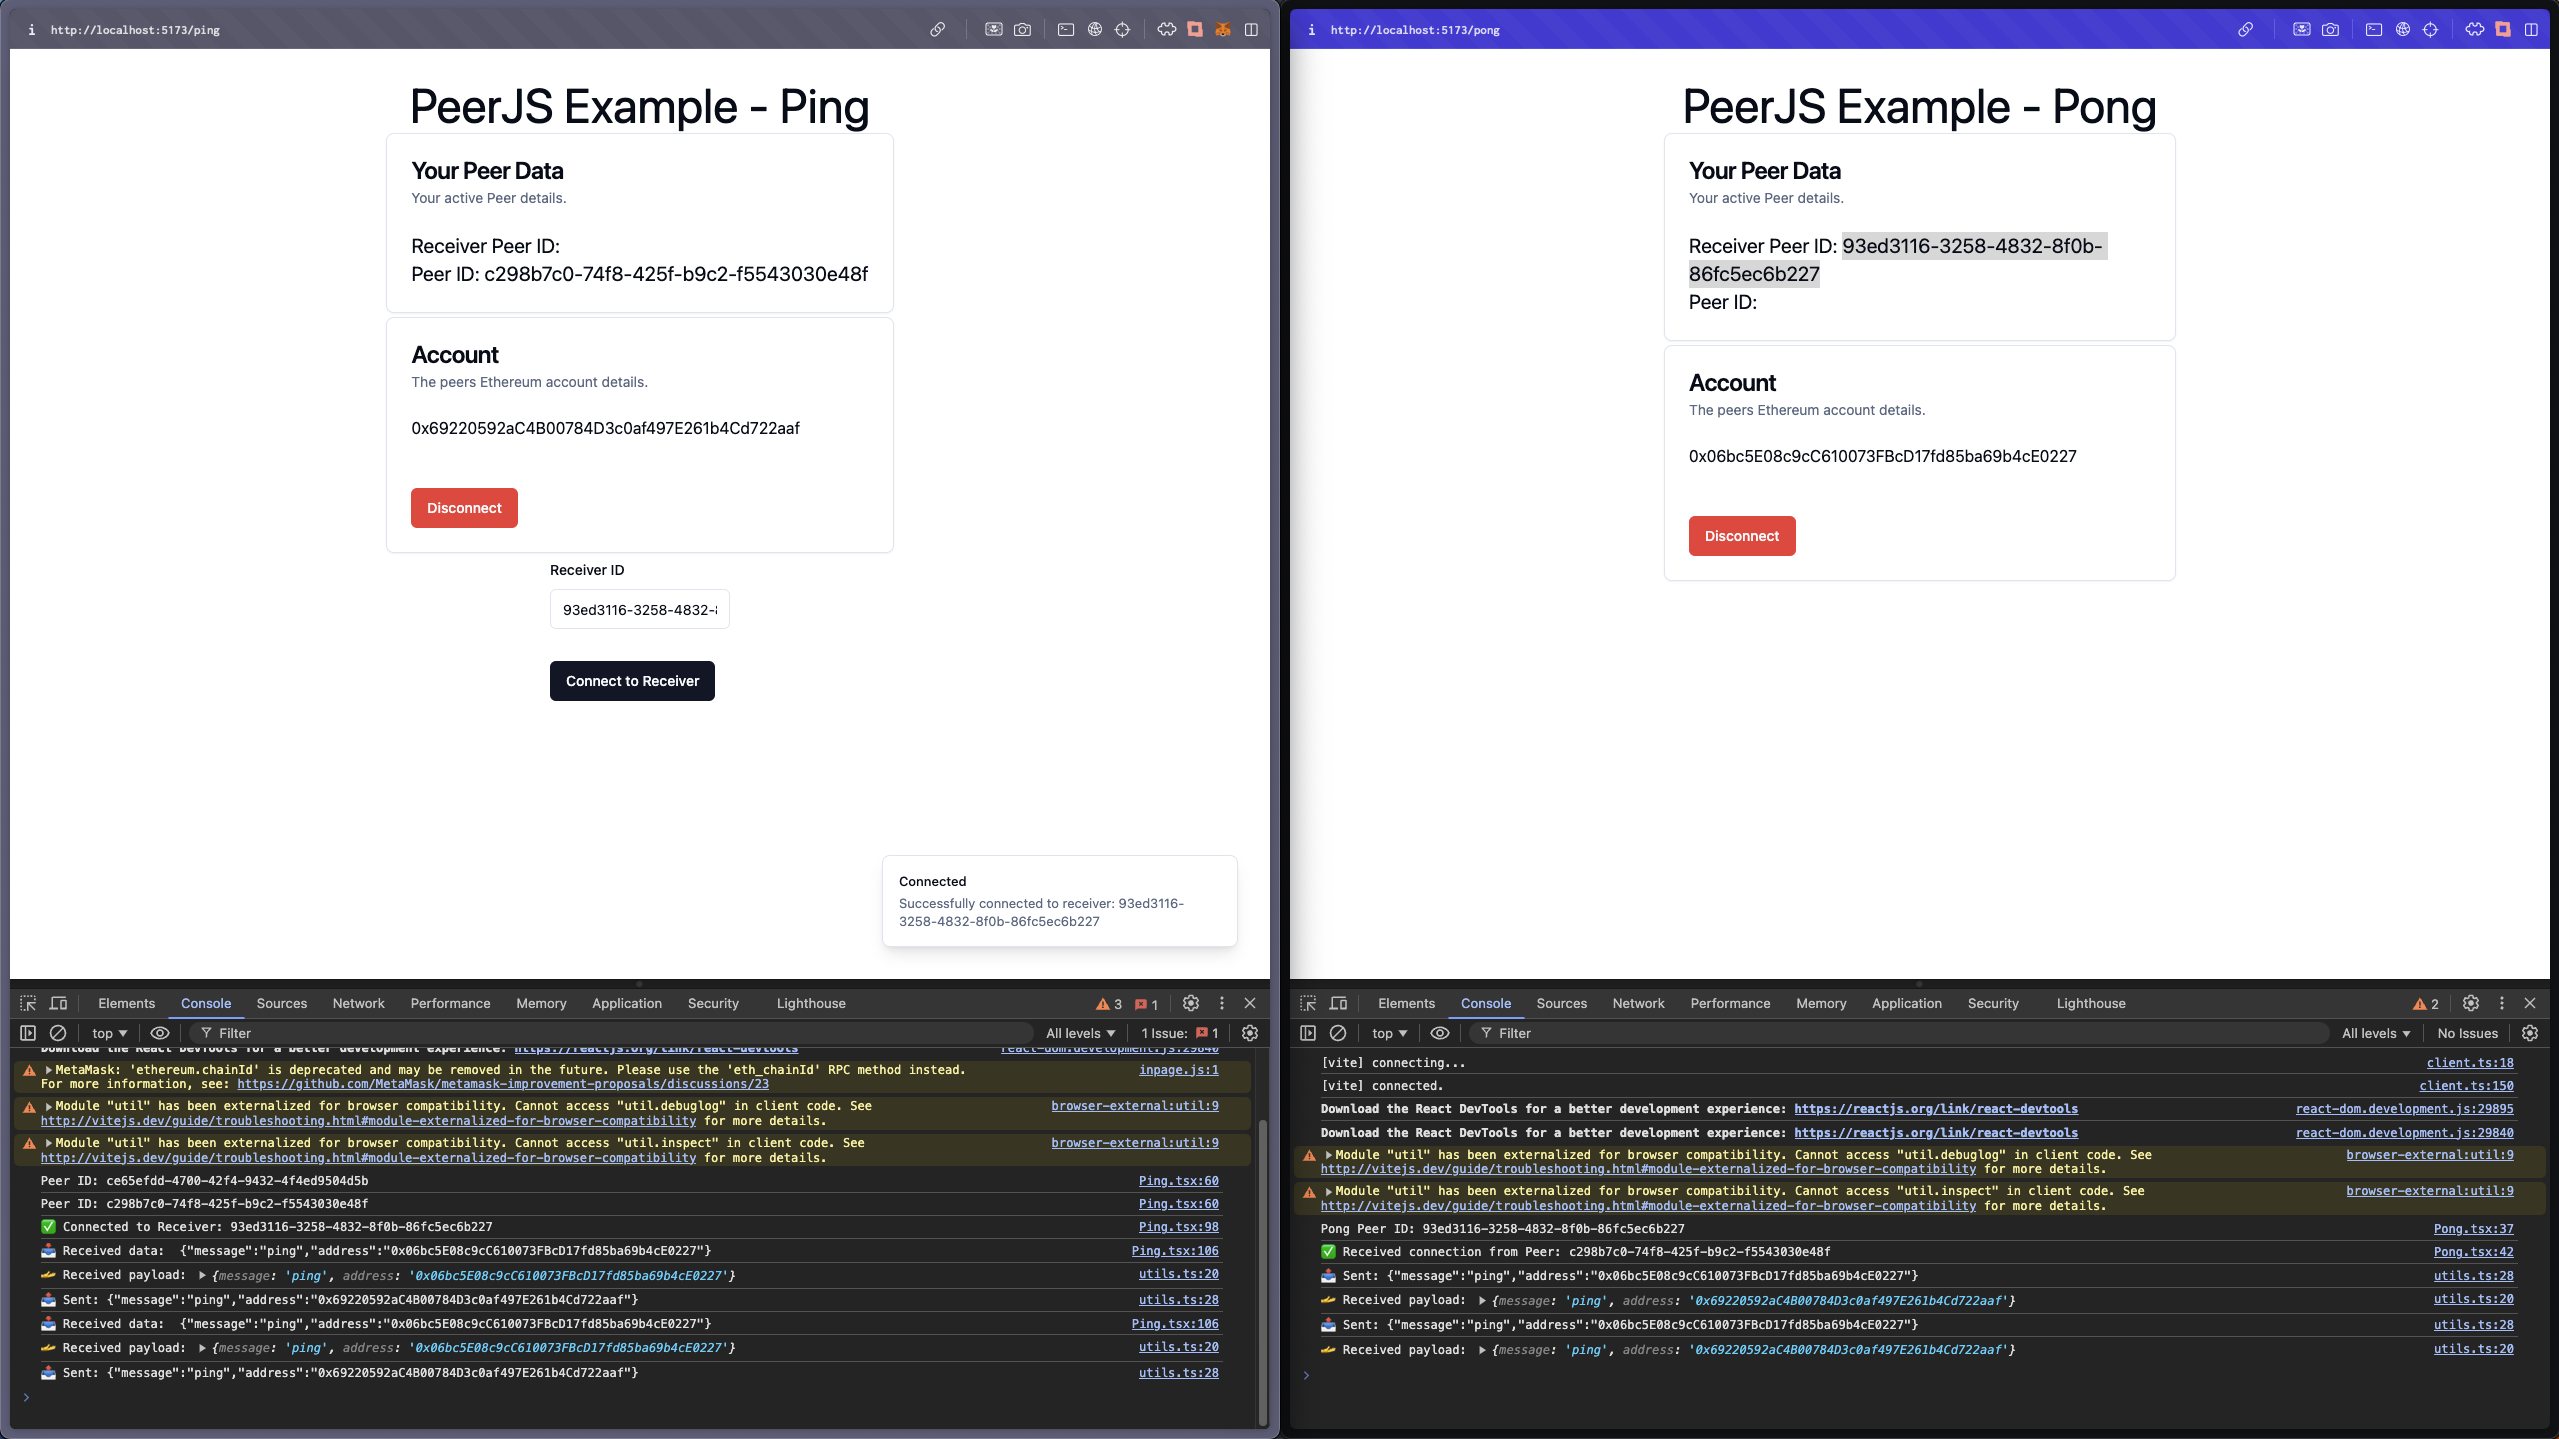 http://localhost:5173/ping
PeerJS Example - Ping
Your Peer Data
Your active Peer details.
Receiver Peer ID:
Peer ID: c298b7c0-74f8-425f-b9c2-f5543030e48f
Account
The peers Ethereum account details.
0x69220592aC4B00784D3c0af497E261b4Cd722aaf
Disconnect
Receiver ID
93ed3116-3258-4832-8
Connect to Receiver
Connected
Successfully connected to receiver: 93ed3116-
3258-4832-8f0b-86fc5ec6b227
Elements Console Sources Network Performance Memory Application Security Lighthouse 3 1
top Filter All levels 1 Issue: 1
Download the React DevTools for a better development experience: https://reactjs.org/link/react-devtools react-dom.development.js:29840
MetaMask: 'ethereum.chainId' is deprecated and may be removed in the future. Please use the 'eth_chainId' RPC method instead. inpage.js:1
For more information, see: https://github.com/MetaMask/metamask-improvement-proposals/discussions/23
Module "util" has been externalized for browser compatibility. Cannot access "util.debuglog" in client code. See browser-external:util:9
http://vitejs.dev/guide/troubleshooting.html#module-externalized-for-browser-compatibility for more details.
Module "util" has been externalized for browser compatibility. Cannot access "util.inspect" in client code. See browser-external:util:9
http://vitejs.dev/guide/troubleshooting.html#module-externalized-for-browser-compatibility for more details.
Peer ID: ce65efdd-4700-42f4-9432-4f4ed9504d5b Ping.tsx:60
Peer ID: c298b7c0-74f8-425f-b9c2-f5543030e48f Ping.tsx:60
✅ Connected to Receiver: 93ed3116-3258-4832-8f0b-86fc5ec6b227 Ping.tsx:98
📤 Received data: {"message":"ping","address":"0x06bc5E08c9cC610073FBcD17fd85ba69b4cE0227"} Ping.tsx:106
🫴 Received payload: {message: 'ping', address: '0x06bc5E08c9cC610073FBcD17fd85ba69b4cE0227'} utils.ts:20
📤 Sent: {"message":"ping","address":"0x69220592aC4B00784D3c0af497E261b4Cd722aaf"} utils.ts:28
📤 Received data: {"message":"ping","address":"0x06bc5E08c9cC610073FBcD17fd85ba69b4cE0227"} Ping.tsx:106
🫴 Received payload: {message: 'ping', address: '0x06bc5E08c9cC610073FBcD17fd85ba69b4cE0227'} utils.ts:20
📤 Sent: {"message":"ping","address":"0x69220592aC4B00784D3c0af497E261b4Cd722aaf"} utils.ts:28
http://localhost:5173/pong
PeerJS Example - Pong
Your Peer Data
Your active Peer details.
Receiver Peer ID: 93ed3116-3258-4832-8f0b-
86fc5ec6b227
Peer ID:
Account
The peers Ethereum account details.
0x06bc5E08c9cC610073FBcD17fd85ba69b4cE0227
Disconnect
Elements Console Sources Network Performance Memory Application Security Lighthouse 2
top Filter All levels No Issues
[vite] connecting... client.ts:18
[vite] connected. client.ts:150
Download the React DevTools for a better development experience: https://reactjs.org/link/react-devtools react-dom.development.js:29895
Download the React DevTools for a better development experience: https://reactjs.org/link/react-devtools react-dom.development.js:29840
Module "util" has been externalized for browser compatibility. Cannot access "util.debuglog" in client code. See browser-external:util:9
http://vitejs.dev/guide/troubleshooting.html#module-externalized-for-browser-compatibility for more details.
Module "util" has been externalized for browser compatibility. Cannot access "util.inspect" in client code. See browser-external:util:9
http://vitejs.dev/guide/troubleshooting.html#module-externalized-for-browser-compatibility for more details.
Pong Peer ID: 93ed3116-3258-4832-8f0b-86fc5ec6b227 Pong.tsx:37
✅ Received connection from Peer: c298b7c0-74f8-425f-b9c2-f5543030e48f Pong.tsx:42
📤 Sent: {"message":"ping","address":"0x06bc5E08c9cC610073FBcD17fd85ba69b4cE0227"} utils.ts:28
🫴 Received payload: {message: 'ping', address: '0x69220592aC4B00784D3c0af497E261b4Cd722aaf'} utils.ts:20
📤 Sent: {"message":"ping","address":"0x06bc5E08c9cC610073FBcD17fd85ba69b4cE0227"} utils.ts:28
🫴 Received payload: {message: 'ping', address: '0x69220592aC4B00784D3c0af497E261b4Cd722aaf'} utils.ts:20